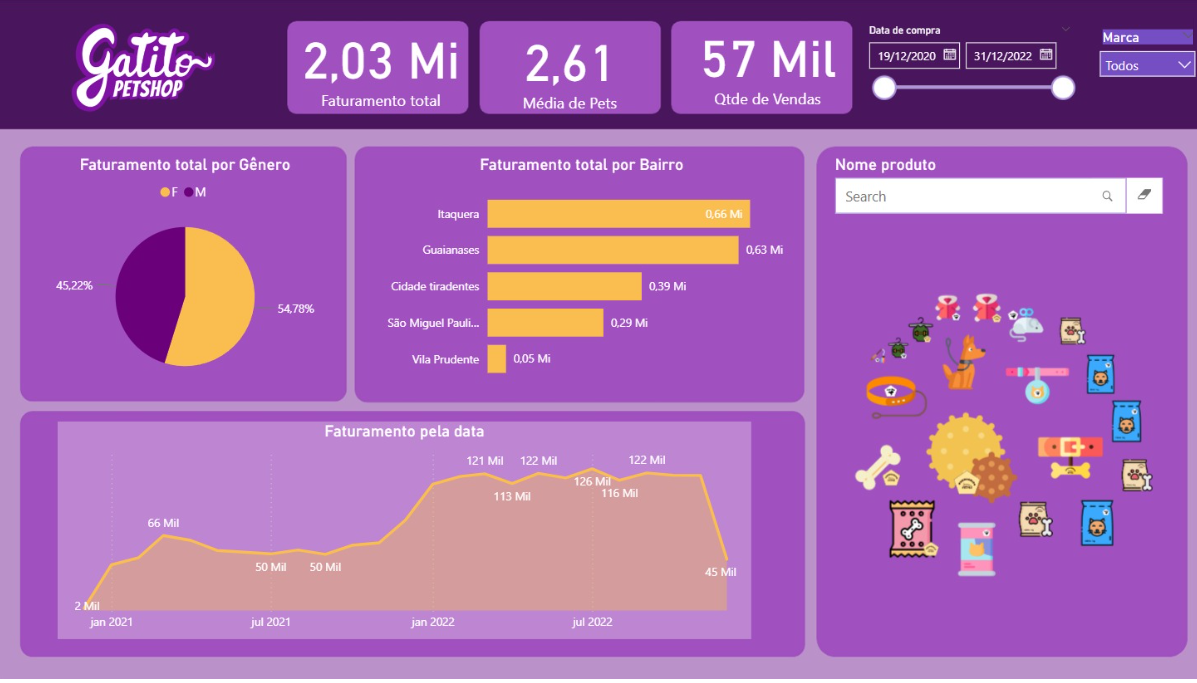 Gatito
PETSHOP
2,03 Mi
Faturamento total
2,61
Média de Pets
57 Mil
Qtde de Vendas
Data de compra
19/12/2020
31/12/2022
Marca
Todos
Faturamento total por Gênero
F M
45,22%
54,78%
Faturamento total por Bairro
Itaquera
0,66 Mi
Guaianases
0,63 Mi
Cidade tiradentes
0,39 Mi
São Miguel Pauli...
0,29 Mi
Vila Prudente
0,05 Mi
Nome produto
Search
Faturamento pela data
2 Mil
66 Mil
50 Mil
50 Mil
121 Mil
113 Mil
122 Mil
126 Mil
116 Mil
122 Mil
45 Mil
jan 2021
jul 2021
jan 2022
jul 2022